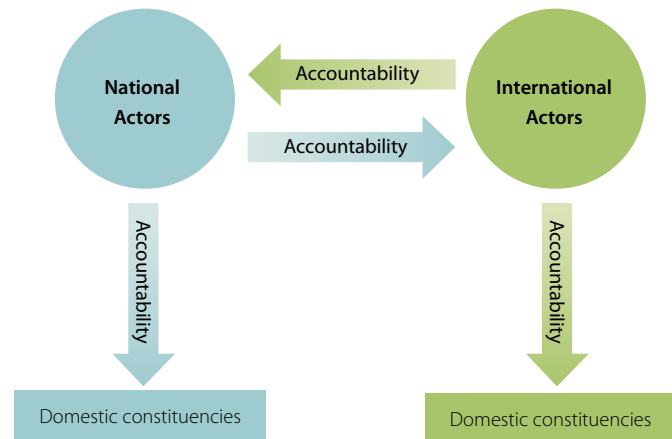 National
Actors
Accountability
International
Actors
Accountability
Accountability
Accountability
Domestic constituencies
Domestic constituencies